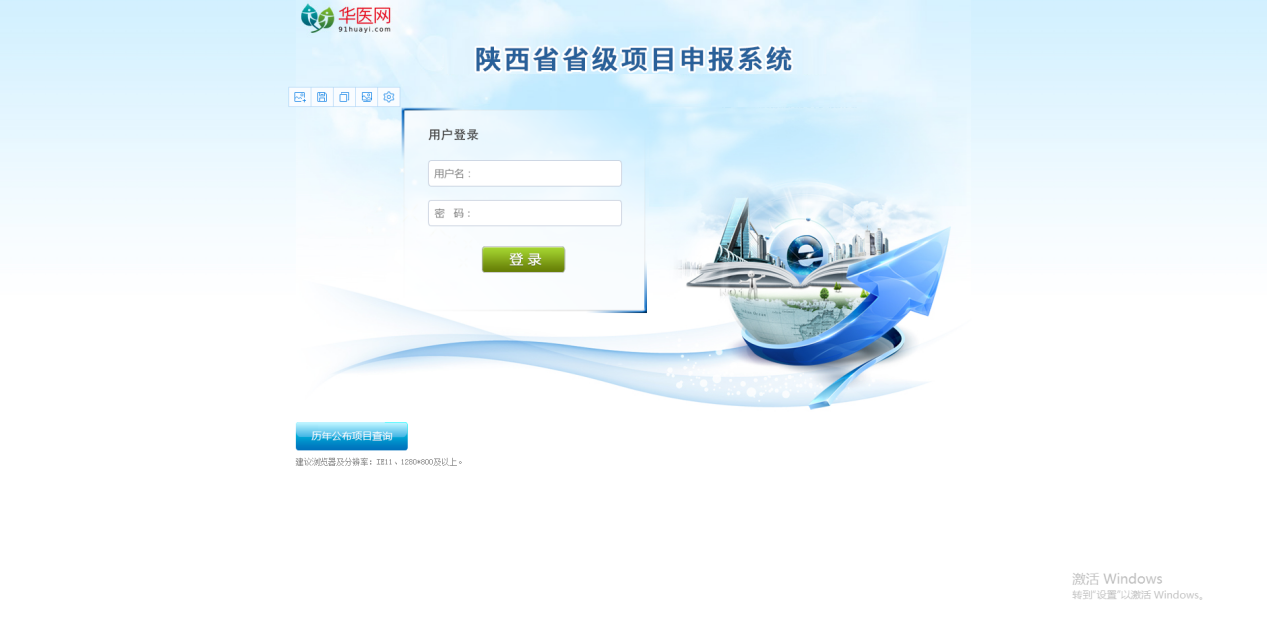 华医网
91huayi.com
陕西省省级项目申报系统
用户登录
用户名：
密 码：
登 录
历年公布项目查询
建议浏览器及分辨率：IE11、1280*800及以上。
激活 Windows
转到"设置"以激活 Windows。